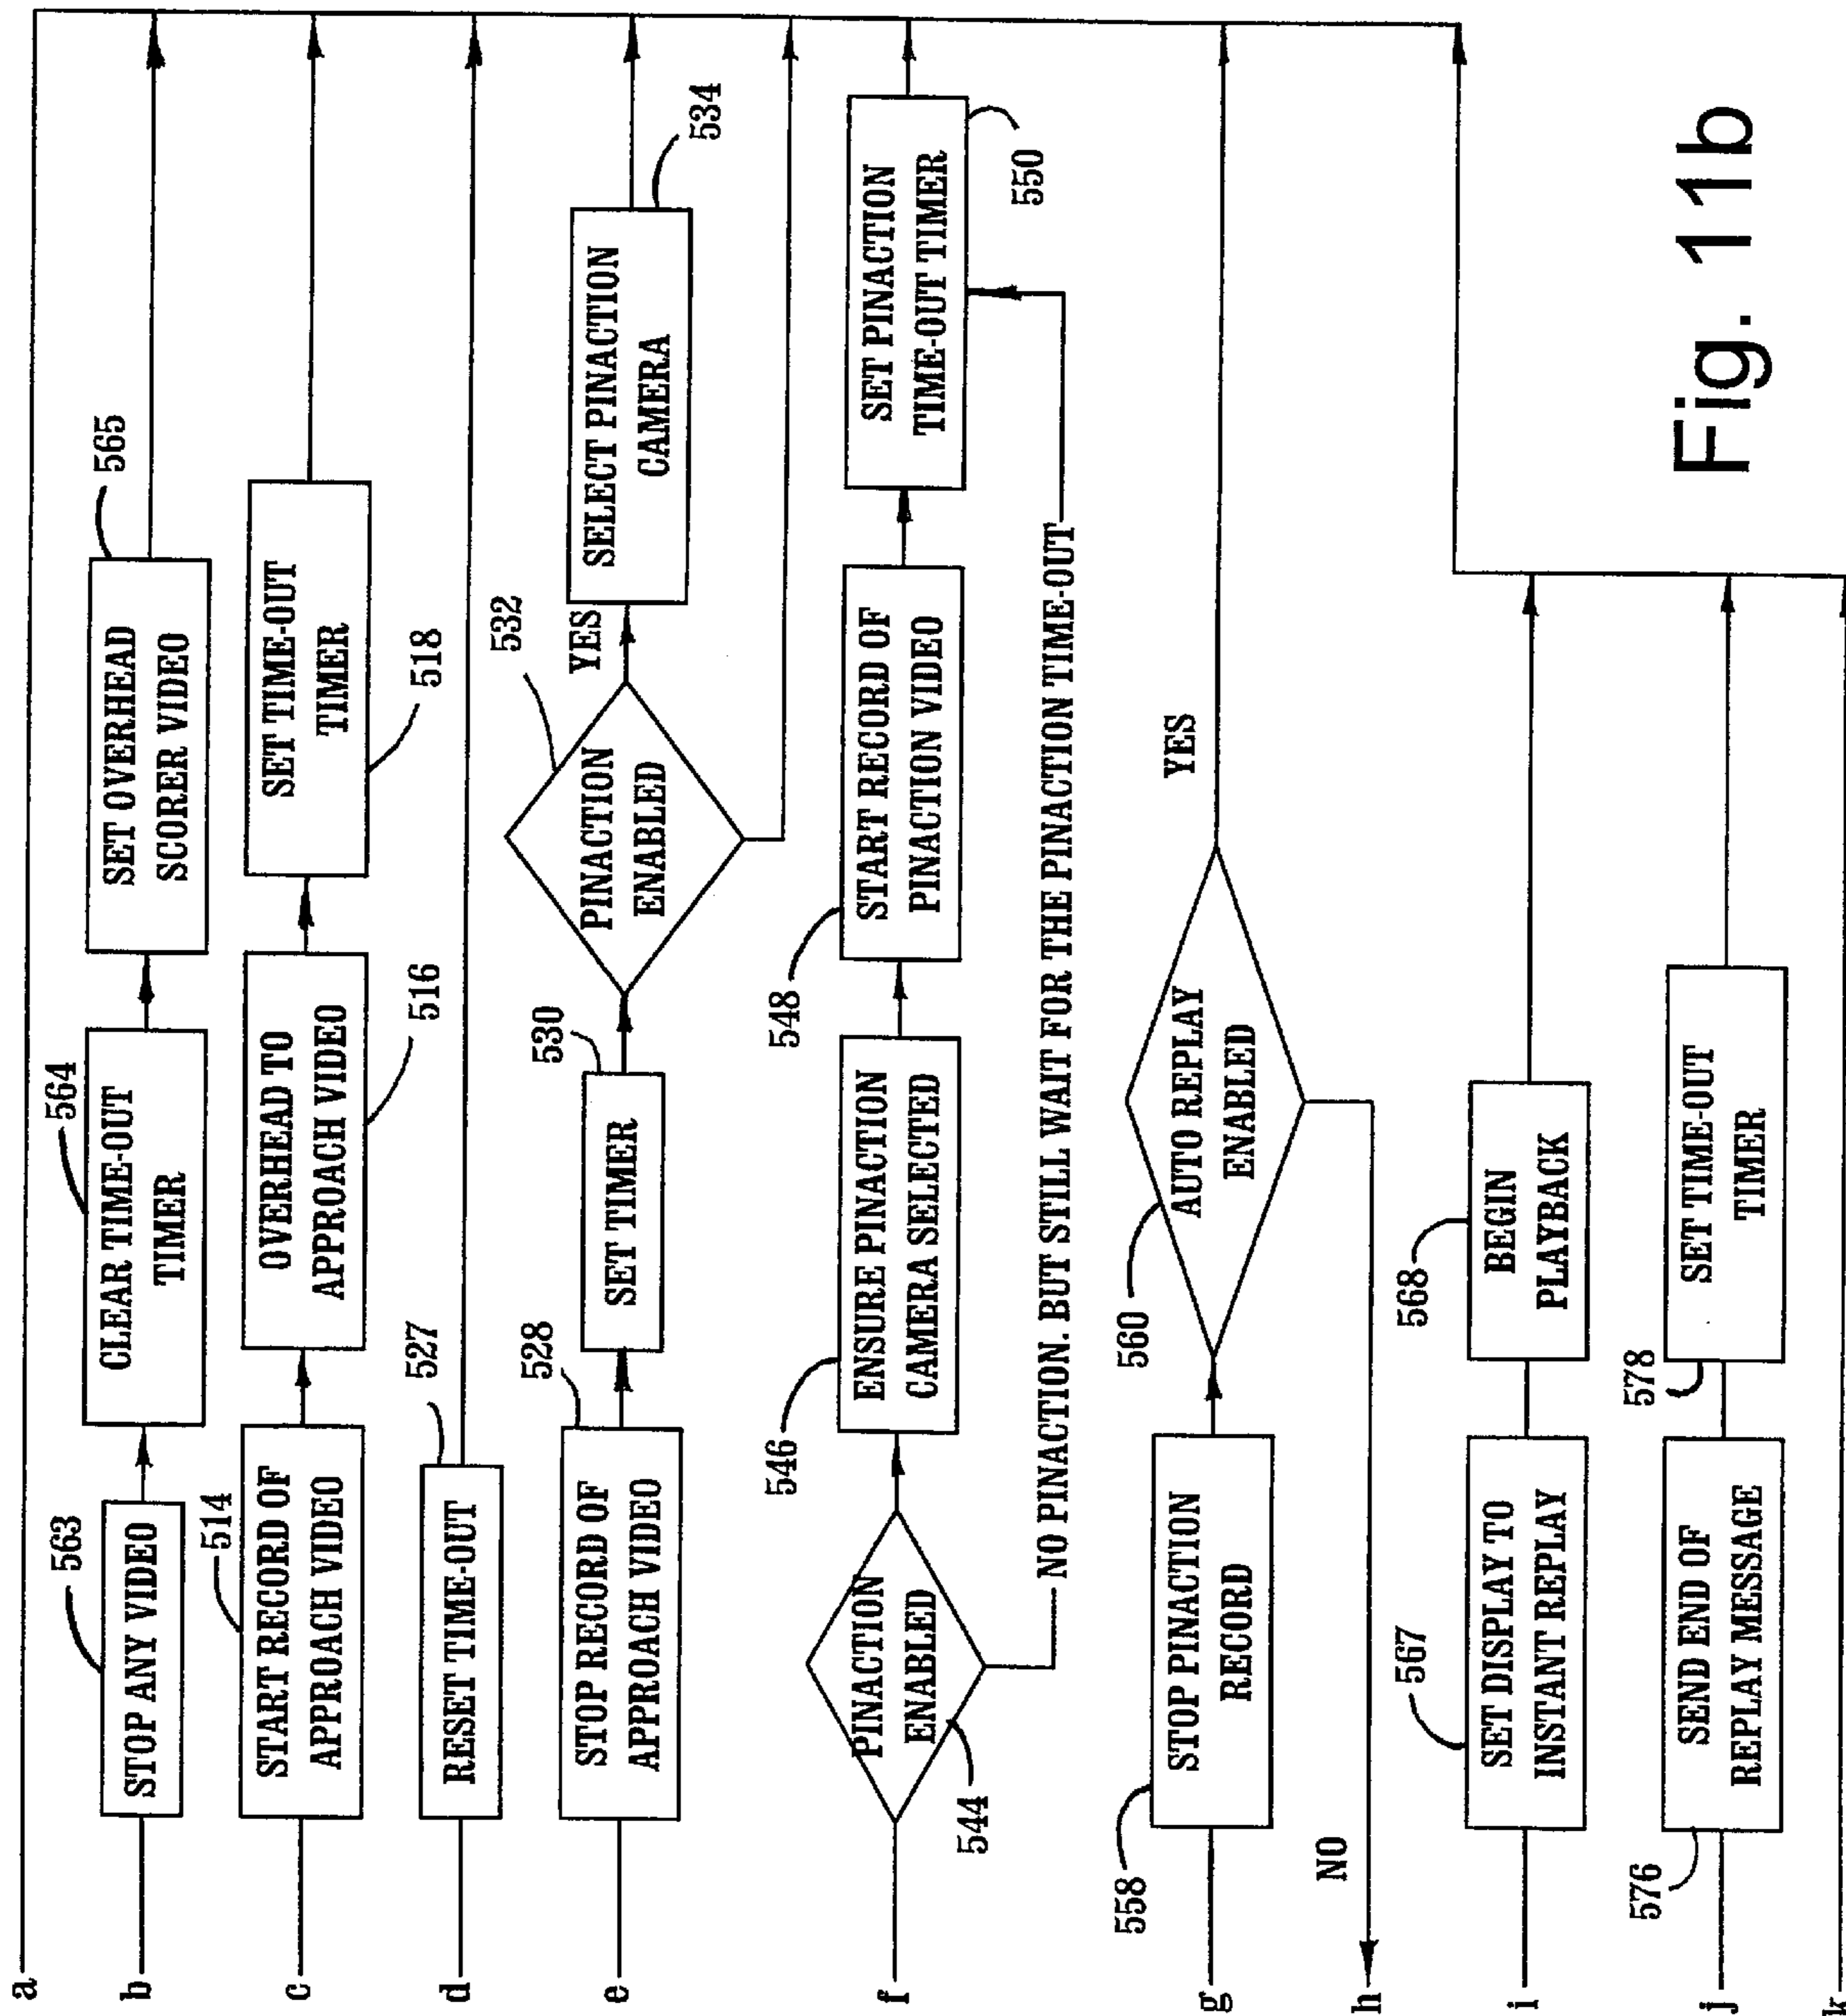 a
b
563
STOP ANY VIDEO
564
CLEAR TIME-OUT
TIMER
565
SET OVERHEAD
SCORER VIDEO
c
514
START RECORD OF
APPROACH VIDEO
OVERHEAD TO
APPROACH VIDEO
516
SET TIME-OUT
TIMER
518
d
527
RESET TIME-OUT
e
528
STOP RECORD OF
APPROACH VIDEO
530
SET TIMER
532
PINACTION
ENABLED
YES
SELECT PINACTION
CAMERA
534
f
PINACTION
ENABLED
544
546
ENSURE PINACTION
CAMERA SELECTED
548
START RECORD OF
PINACTION VIDEO
SET PINACTION
TIME-OUT TIMER
550
NO PINACTION. BUT STILL WAIT FOR THE PINACTION TIME-OUT
g
558
STOP PINACTION
RECORD
560
AUTO REPLAY
ENABLED
YES
h
NO
i
567
SET DISPLAY TO
INSTANT REPLAY
568
BEGIN
PLAYBACK
j
576
SEND END OF
REPLAY MESSAGE
578
SET TIME-OUT
TIMER
k
Fig. 11b